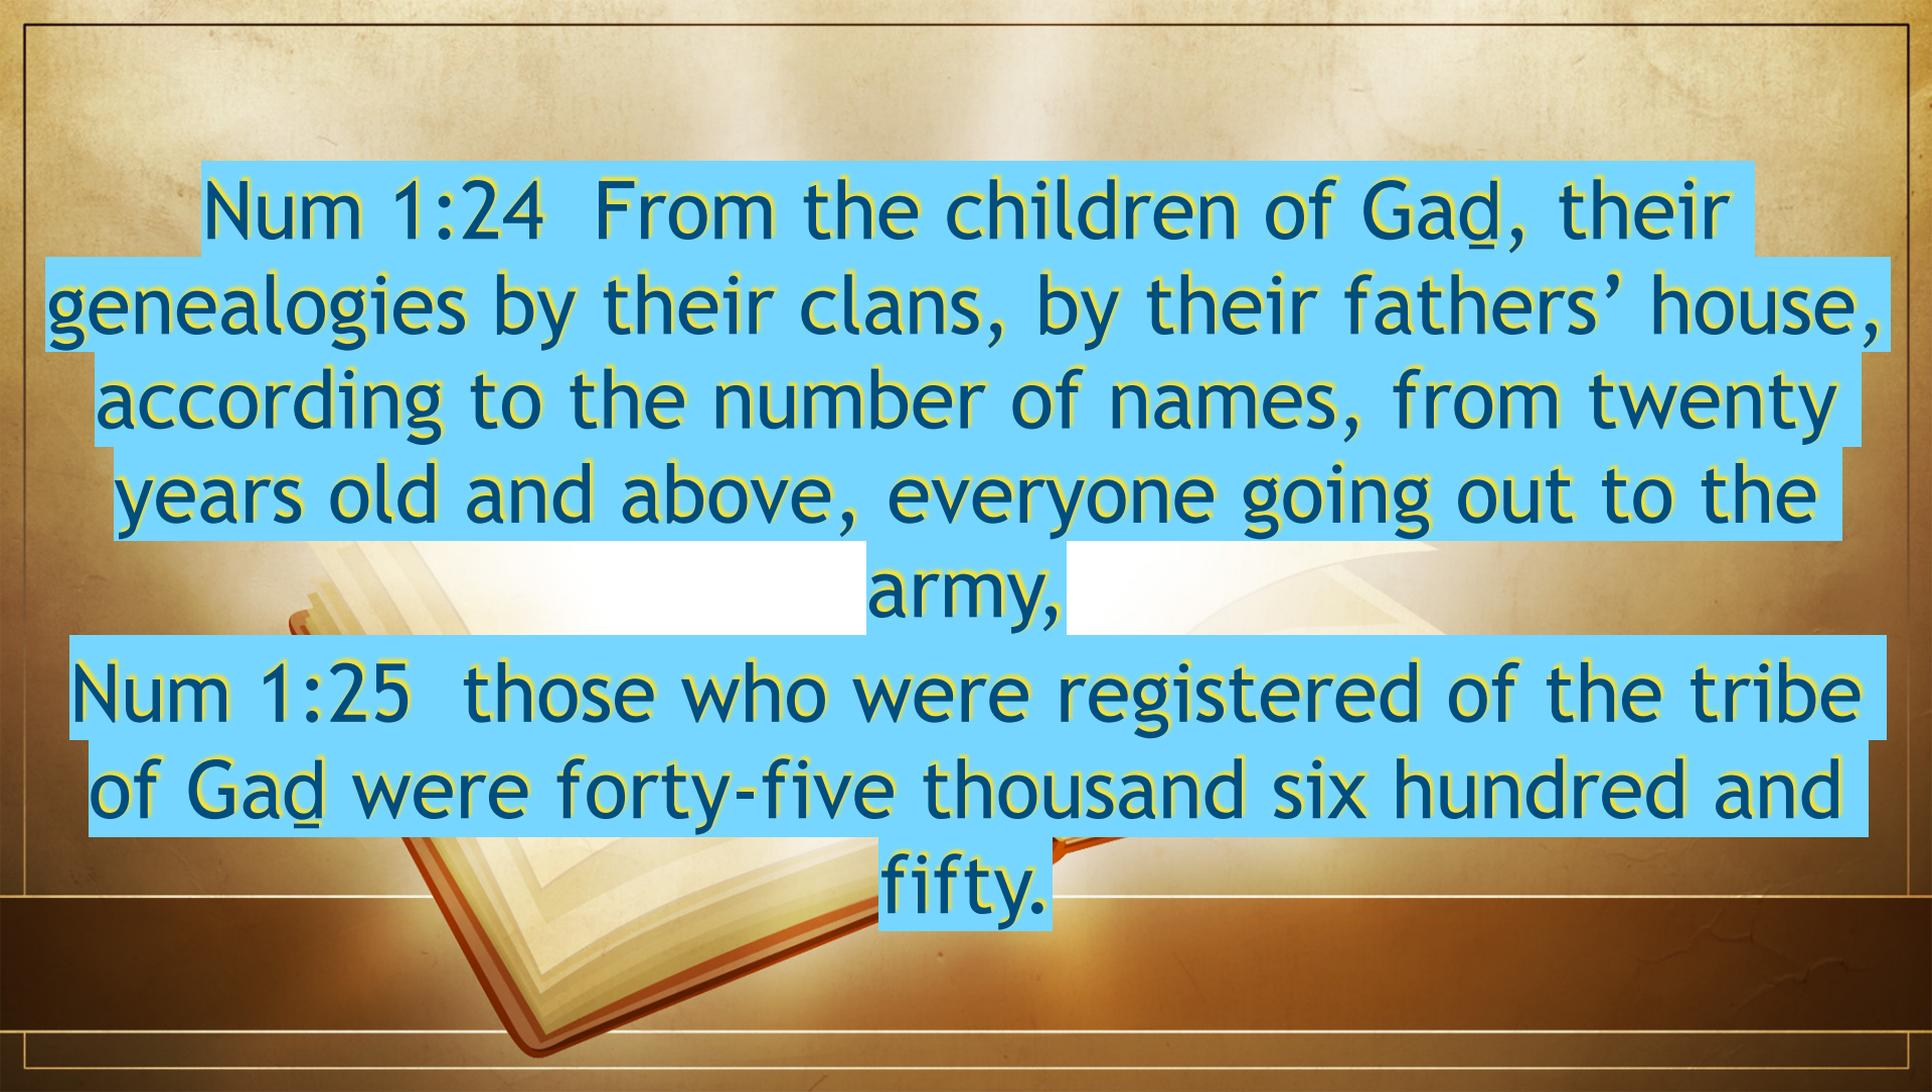 Num 1:24  From the children of Gaḏ, their
genealogies by their clans, by their fathers’ house,
according to the number of names, from twenty
years old and above, everyone going out to the
army,
Num 1:25  those who were registered of the tribe
of Gaḏ were forty-five thousand six hundred and
fifty.